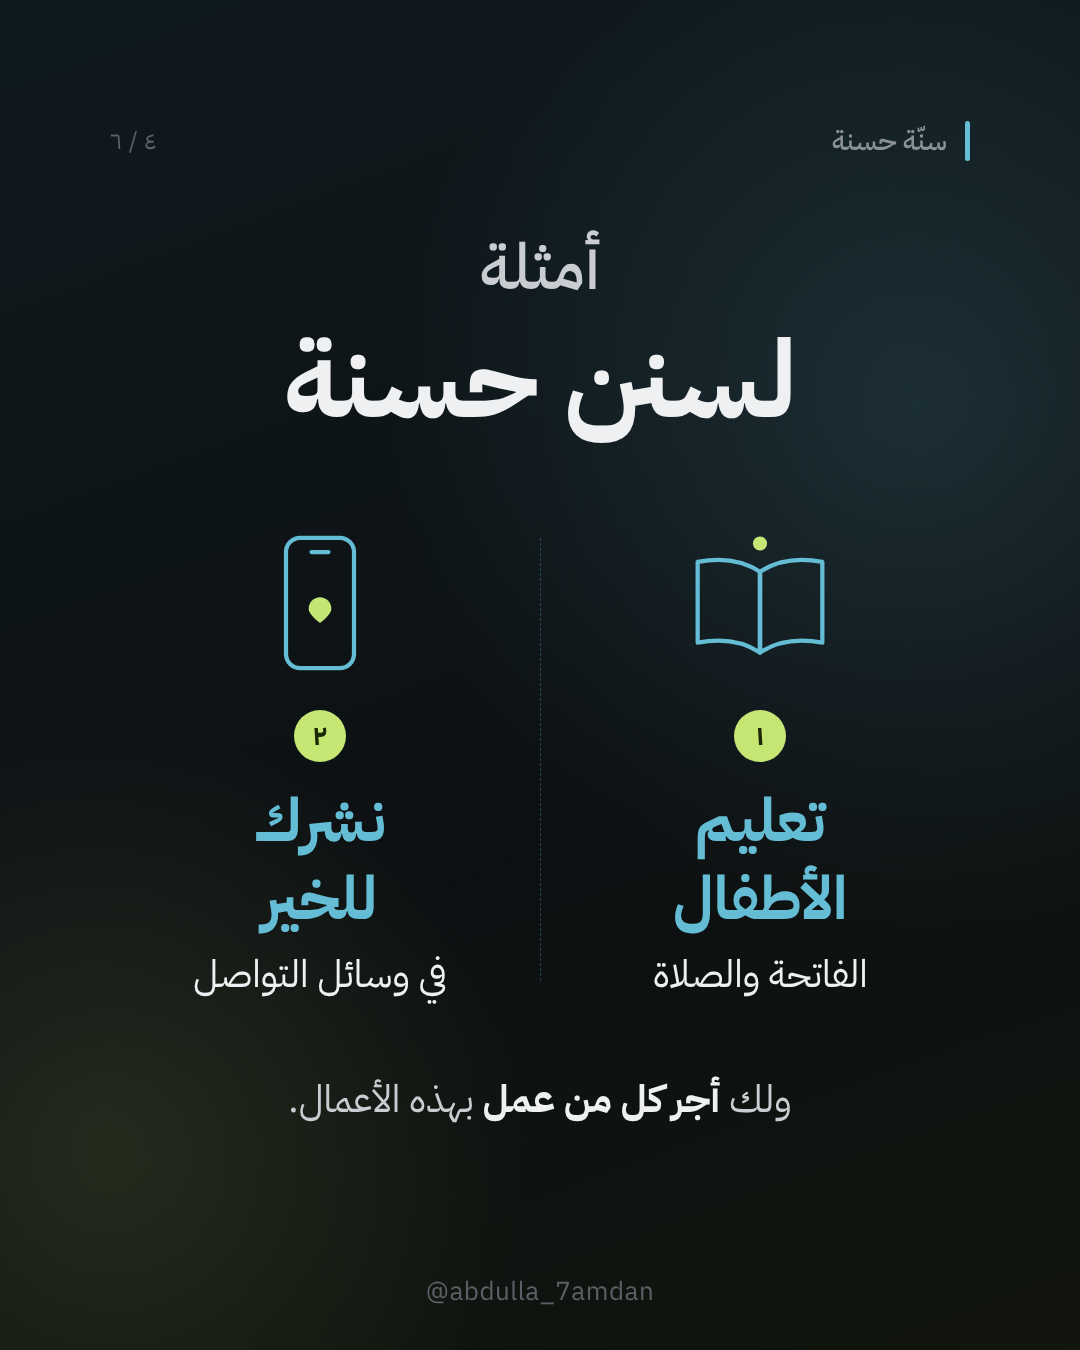 سنّة حسنة
٤ / ٦
أمثلة
لسنن حسنة
١
تعليم
الأطفال
الفاتحة والصلاة
٢
نشرك
للخير
في وسائل التواصل
ولك أجر كل من عمل بهذه الأعمال.
@abdulla_7amdan